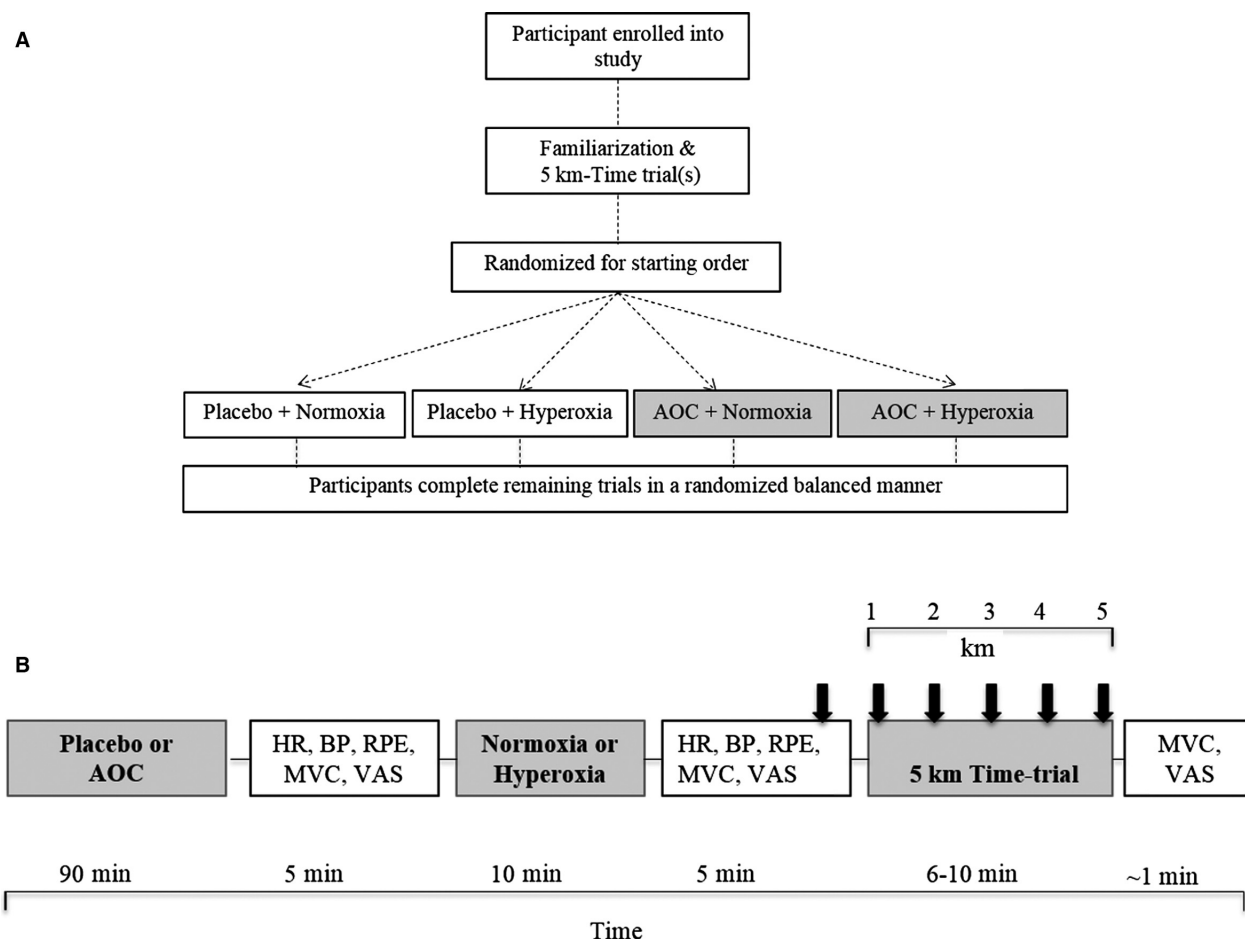 A
Participant enrolled into
study
Familiarization &
5 km-Time trial(s)
Randomized for starting order
Placebo + Normoxia
Placebo + Hyperoxia
AOC + Normoxia
AOC + Hyperoxia
Participants complete remaining trials in a randomized balanced manner
B
1 2 3 4 5
km
Placebo or
AOC
HR, BP, RPE,
MVC, VAS
Normoxia or
Hyperoxia
HR, BP, RPE,
MVC, VAS
5 km Time-trial
MVC,
VAS
90 min
5 min
10 min
5 min
6-10 min
~1 min
Time